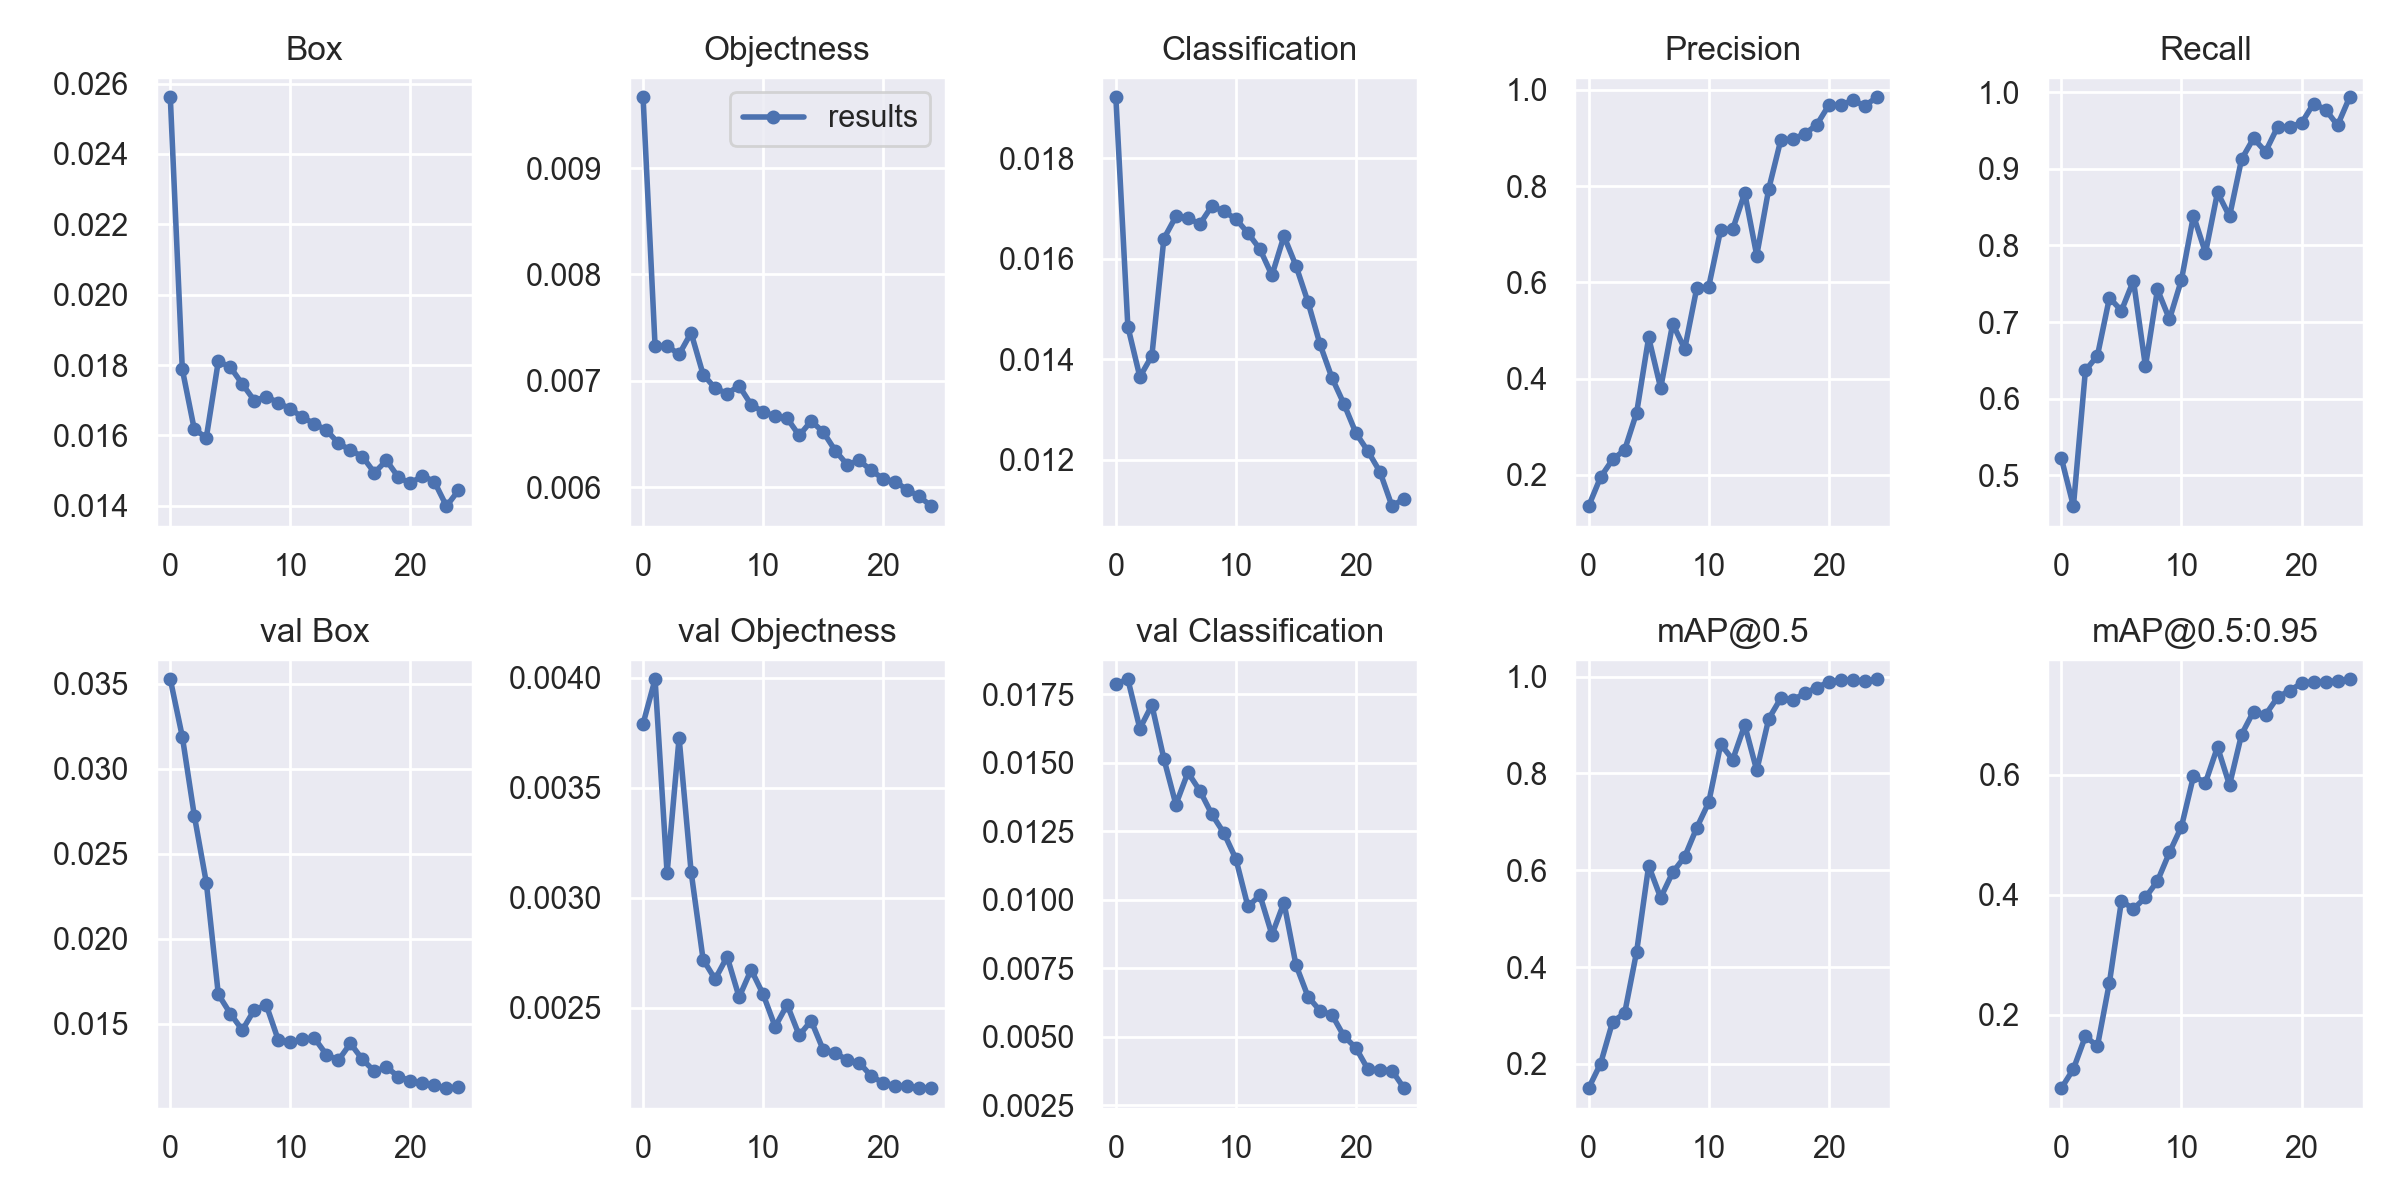 Box
0.026
0.024
0.022
0.020
0.018
0.016
0.014
0 10 20
Objectness
results
0.009
0.008
0.007
0.006
0 10 20
Classification
0.018
0.016
0.014
0.012
0 10 20
Precision
1.0
0.8
0.6
0.4
0.2
0 10 20
Recall
1.0
0.9
0.8
0.7
0.6
0.5
0 10 20
val Box
0.035
0.030
0.025
0.020
0.015
0 10 20
val Objectness
0.0040
0.0035
0.0030
0.0025
0 10 20
val Classification
0.0175
0.0150
0.0125
0.0100
0.0075
0.0050
0.0025
0 10 20
mAP@0.5
1.0
0.8
0.6
0.4
0.2
0 10 20
mAP@0.5:0.95
0.6
0.4
0.2
0 10 20